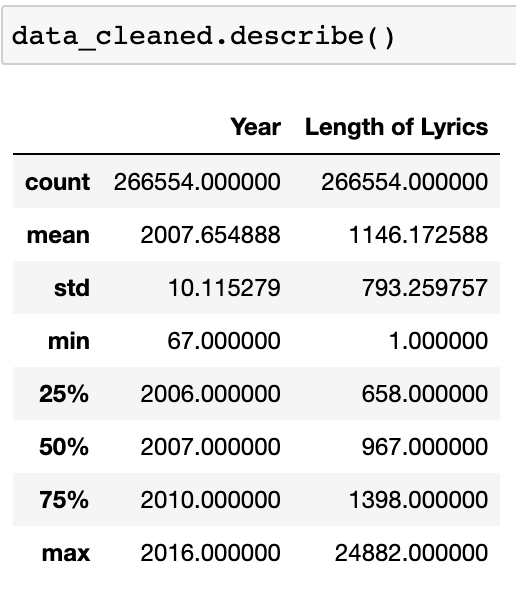 data_cleaned.describe()
Year Length of Lyrics
count 266554.000000 266554.000000
mean 2007.654888 1146.172588
std 10.115279 793.259757
min 67.000000 1.000000
25% 2006.000000 658.000000
50% 2007.000000 967.000000
75% 2010.000000 1398.000000
max 2016.000000 24882.000000